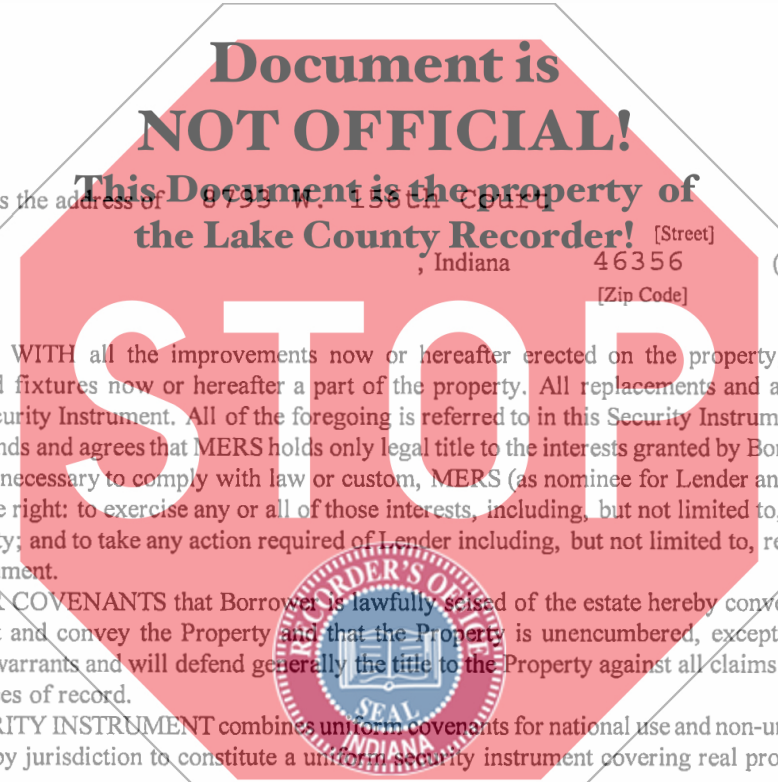 Document is
NOT OFFICIAL!
This Document is the property of
s the address of 8793 W. 156th Court,
the Lake County Recorder! [Street]
, Indiana 46356 (
[Zip Code]
STOP
WITH all the improvements now or hereafter erected on the property
l fixtures now or hereafter a part of the property. All replacements and a
curity Instrument. All of the foregoing is referred to in this Security Instrum
nds and agrees that MERS holds only legal title to the interests granted by Bor
necessary to comply with law or custom, MERS (as nominee for Lender an
e right: to exercise any or all of those interests, including, but not limited to,
ty; and to take any action required of Lender including, but not limited to, re
ment.
R COVENANTS that Borrower is lawfully seised of the estate hereby conve
t and convey the Property and that the Property is unencumbered, except
warrants and will defend generally the title to the Property against all claims
es of record.
RITY INSTRUMENT combines uniform covenants for national use and non-un
by jurisdiction to constitute a uniform security instrument covering real pro
RECORDER'S OFFICE
SEAL
INDIANA